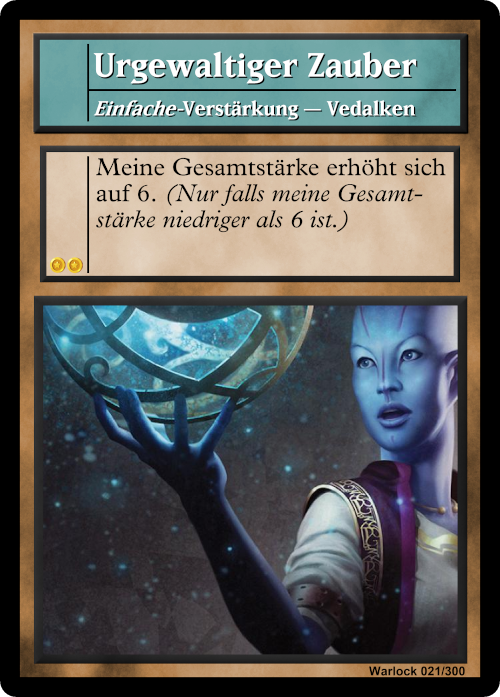 Urgewaltiger Zauber
Einfache-Verstärkung — Vedalken
Meine Gesamtstärke erhöht sich
auf 6. (Nur falls meine Gesamt-
stärke niedriger als 6 ist.)
Warlock 021/300